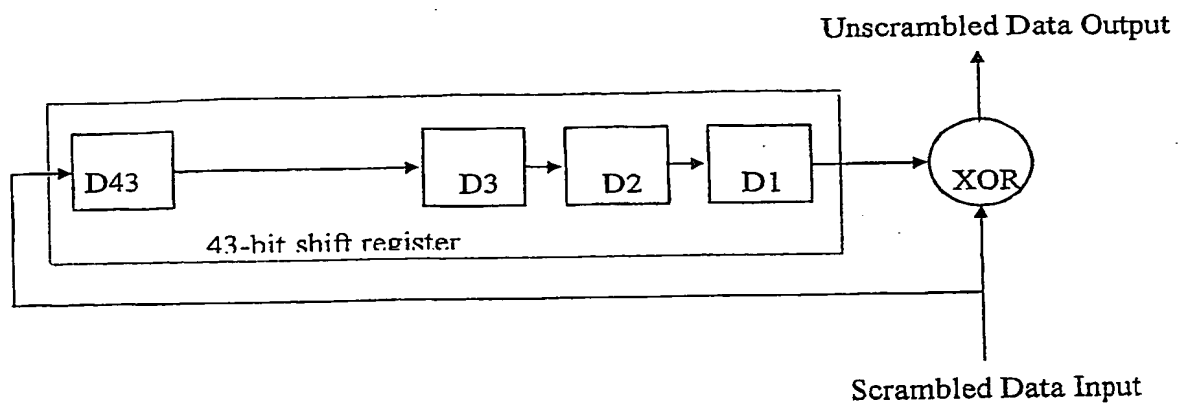 Unscrambled Data Output
D43
D3
D2
D1
XOR
43-bit shift register
Scrambled Data Input